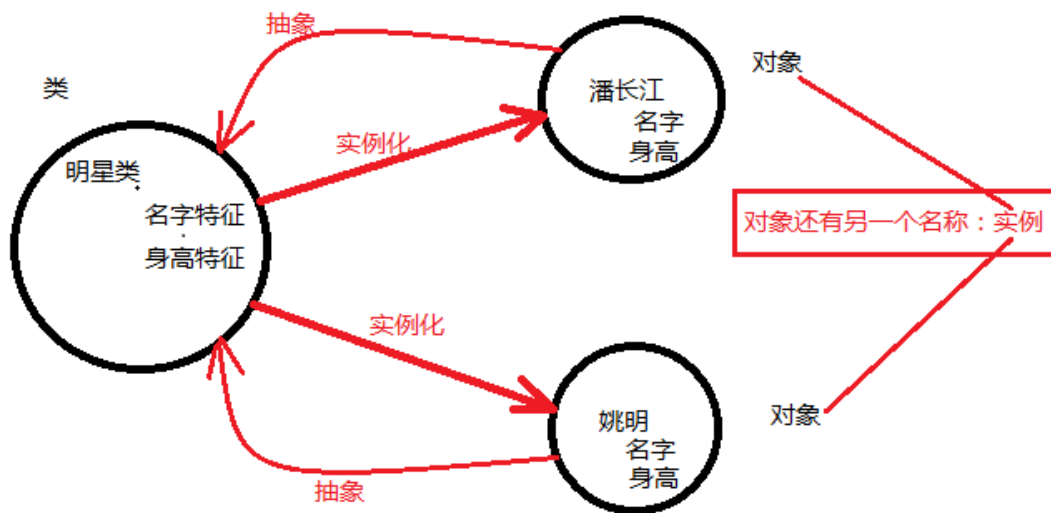 类
明星类
名字特征
身高特征
抽象
实例化
潘长江
名字
身高
对象
对象还有另一个名称：实例
实例化
抽象
姚明
名字
身高
对象